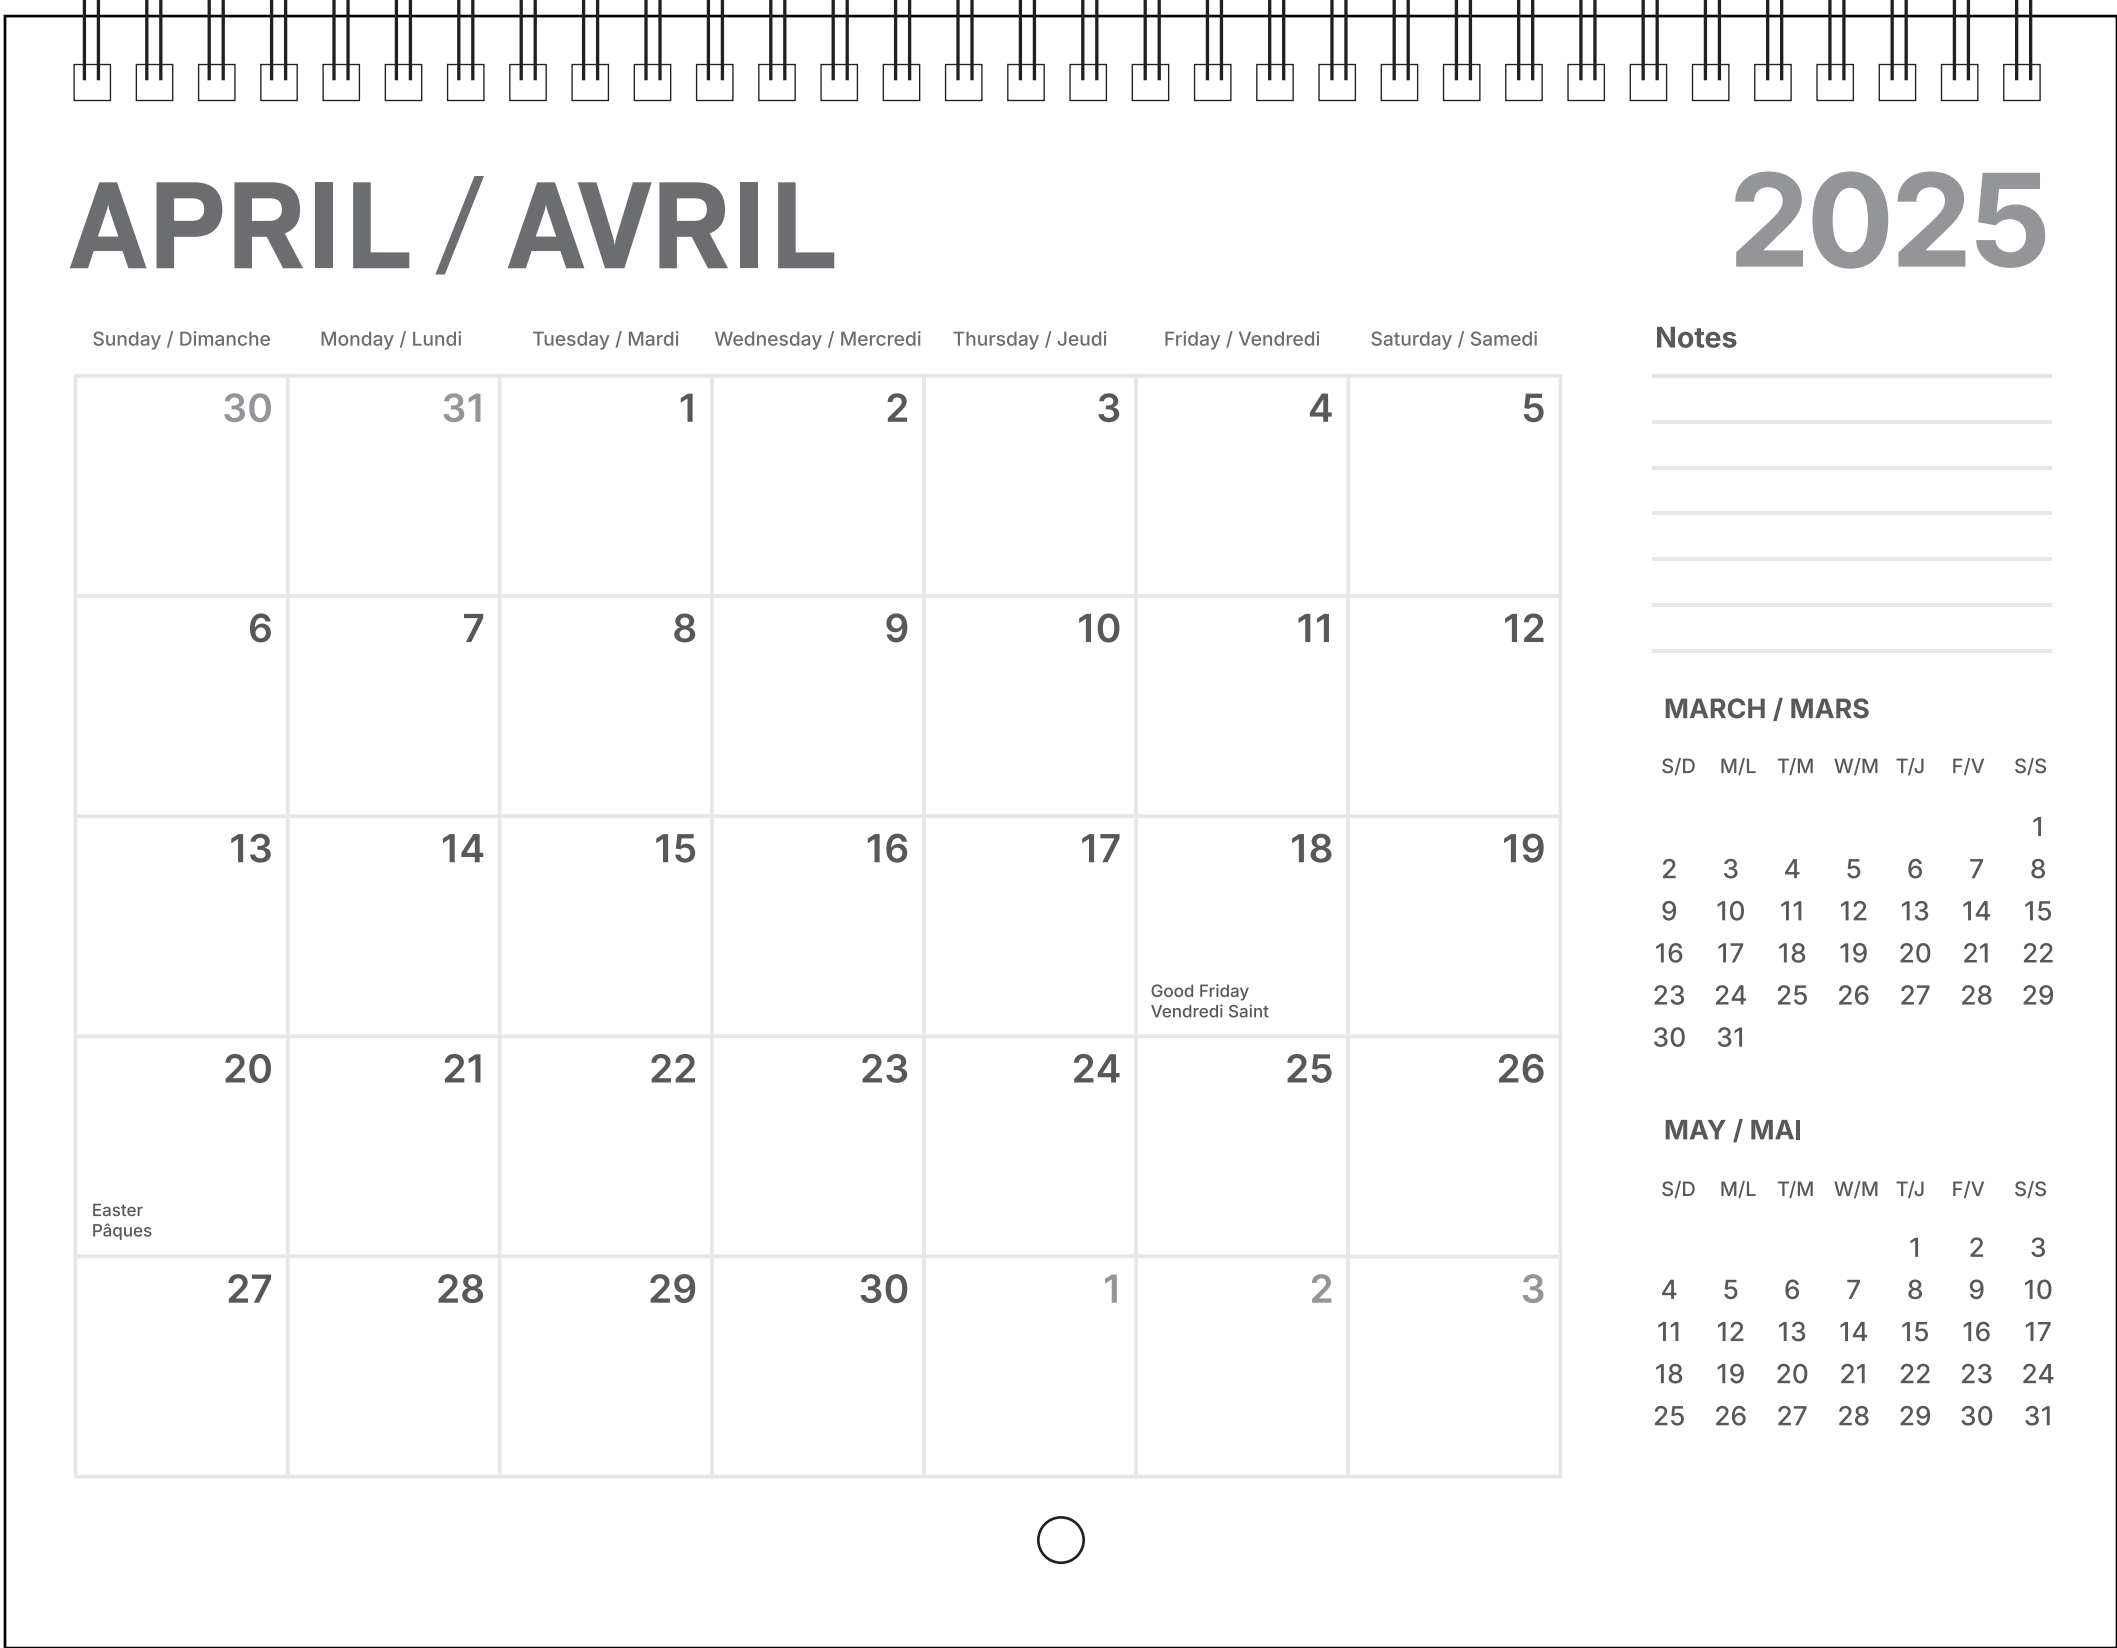 APRIL / AVRIL 2025
Sunday / Dimanche Monday / Lundi Tuesday / Mardi Wednesday / Mercredi Thursday / Jeudi Friday / Vendredi Saturday / Samedi
30 31 1 2 3 4 5
6 7 8 9 10 11 12
13 14 15 16 17 18 19
Good Friday
Vendredi Saint
20 21 22 23 24 25 26
Easter
Pâques
27 28 29 30 1 2 3
Notes
MARCH / MARS
S/D M/L T/M W/M T/J F/V S/S
1
2 3 4 5 6 7 8
9 10 11 12 13 14 15
16 17 18 19 20 21 22
23 24 25 26 27 28 29
30 31
MAY / MAI
S/D M/L T/M W/M T/J F/V S/S
1 2 3
4 5 6 7 8 9 10
11 12 13 14 15 16 17
18 19 20 21 22 23 24
25 26 27 28 29 30 31